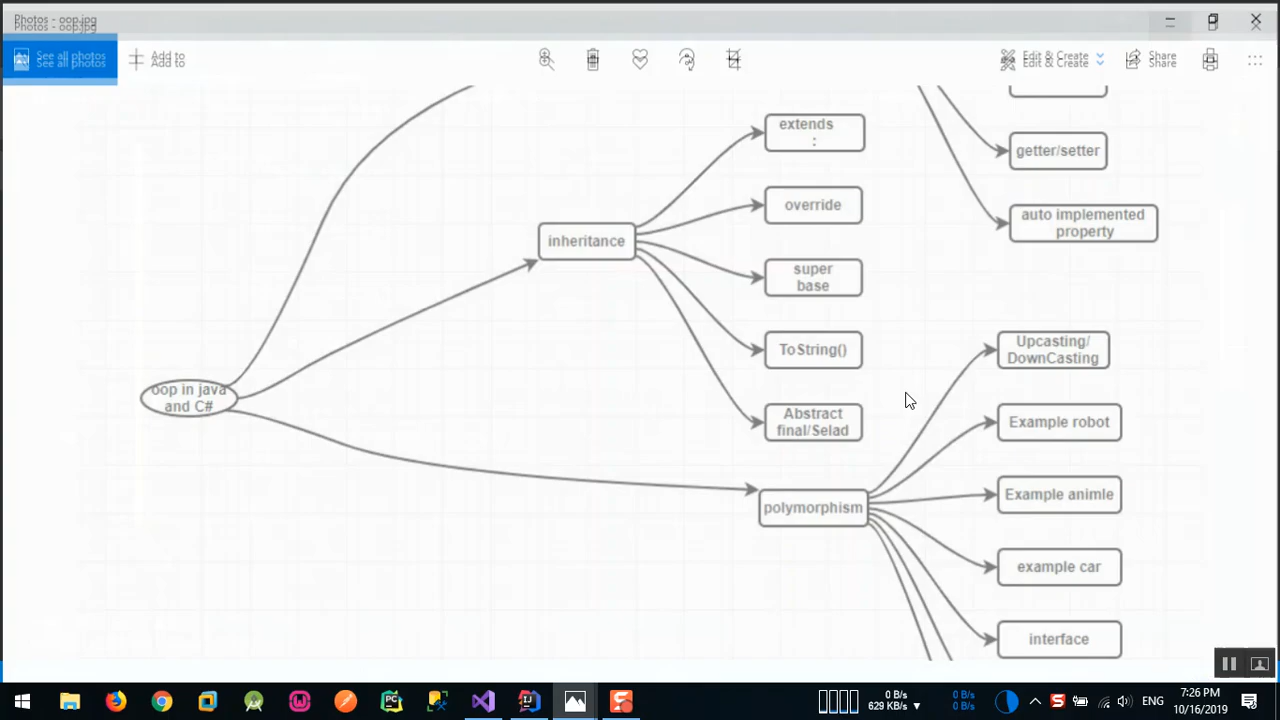 Photos - oop.jpg
See all photos
Add to
Edit & Create
Share
extends
:
getter/setter
override
auto implemented
property
inheritance
super
base
ToString()
Upcasting/
DownCasting
oop in java
and C#
Abstract
final/Selad
Example robot
polymorphism
Example animle
example car
interface
0 B/s
629 KB/s
0 B/s
0 B/s
ENG
7:26 PM
10/16/2019